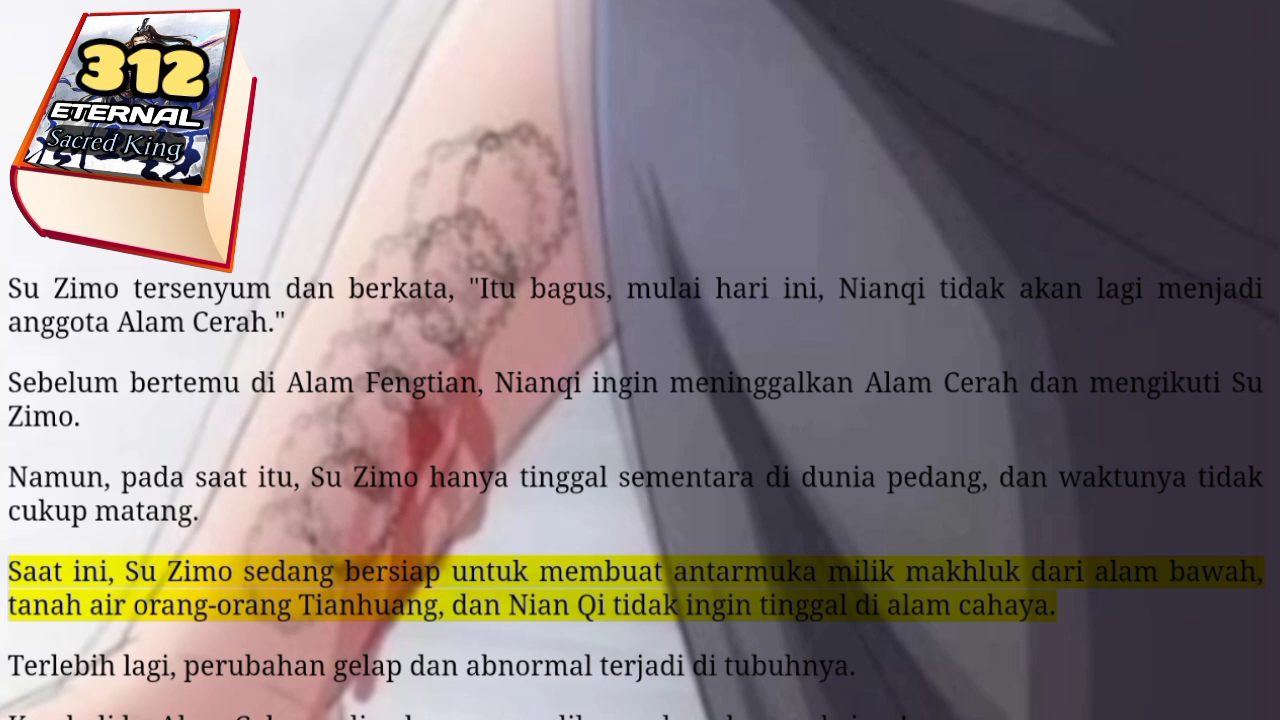 312
ETERNAL
Sacred King
Su Zimo tersenyum dan berkata, "Itu bagus, mulai hari ini, Nianqi tidak akan lagi menjadi
anggota Alam Cerah."
Sebelum bertemu di Alam Fengtian, Nianqi ingin meninggalkan Alam Cerah dan mengikuti Su
Zimo.
Namun, pada saat itu, Su Zimo hanya tinggal sementara di dunia pedang, dan waktunya tidak
cukup matang.
Saat ini, Su Zimo sedang bersiap untuk membuat antarmuka milik makhluk dari alam bawah,
tanah air orang-orang Tianhuang, dan Nian Qi tidak ingin tinggal di alam cahaya.
Terlebih lagi, perubahan gelap dan abnormal terjadi di tubuhnya.